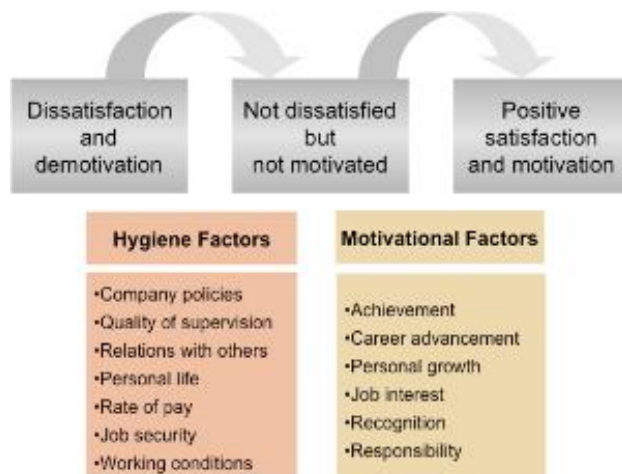 Dissatisfaction
and
demotivation
Not dissatisfied
but
not motivated
Positive
satisfaction
and motivation
Hygiene Factors
•Company policies
•Quality of supervision
•Relations with others
•Personal life
•Rate of pay
•Job security
•Working conditions
Motivational Factors
•Achievement
•Career advancement
•Personal growth
•Job interest
•Recognition
•Responsibility